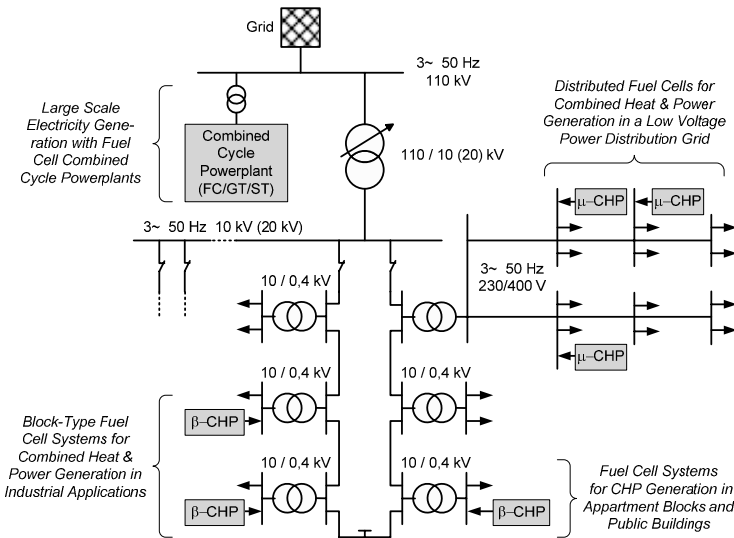 Grid
3~ 50 Hz
110 kV
Large Scale
Electricity Gene-
ration with Fuel
Cell Combined
Cycle Powerplants
Combined
Cycle
Powerplant
(FC/GT/ST)
110 / 10 (20) kV
Distributed Fuel Cells for
Combined Heat & Power
Generation in a Low Voltage
Power Distribution Grid
μ−CHP
μ−CHP
3~ 50 Hz 10 kV (20 kV)
3~ 50 Hz
230/400 V
10 / 0,4 kV
μ−CHP
10 / 0,4 kV
10 / 0,4 kV
β−CHP
Block-Type Fuel
Cell Systems for
Combined Heat &
Power Generation in
Industrial Applications
10 / 0,4 kV
10 / 0,4 kV
β−CHP
β−CHP
Fuel Cell Systems
for CHP Generation in
Appartment Blocks and
Public Buildings